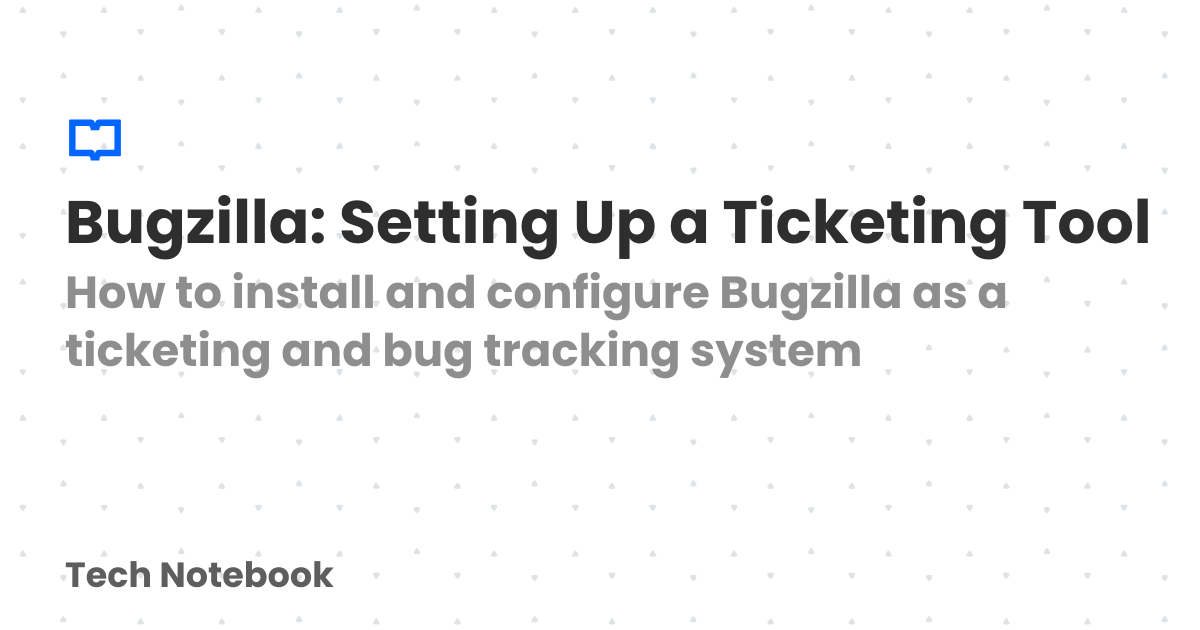 Bugzilla: Setting Up a Ticketing Tool
How to install and configure Bugzilla as a
ticketing and bug tracking system
Tech Notebook